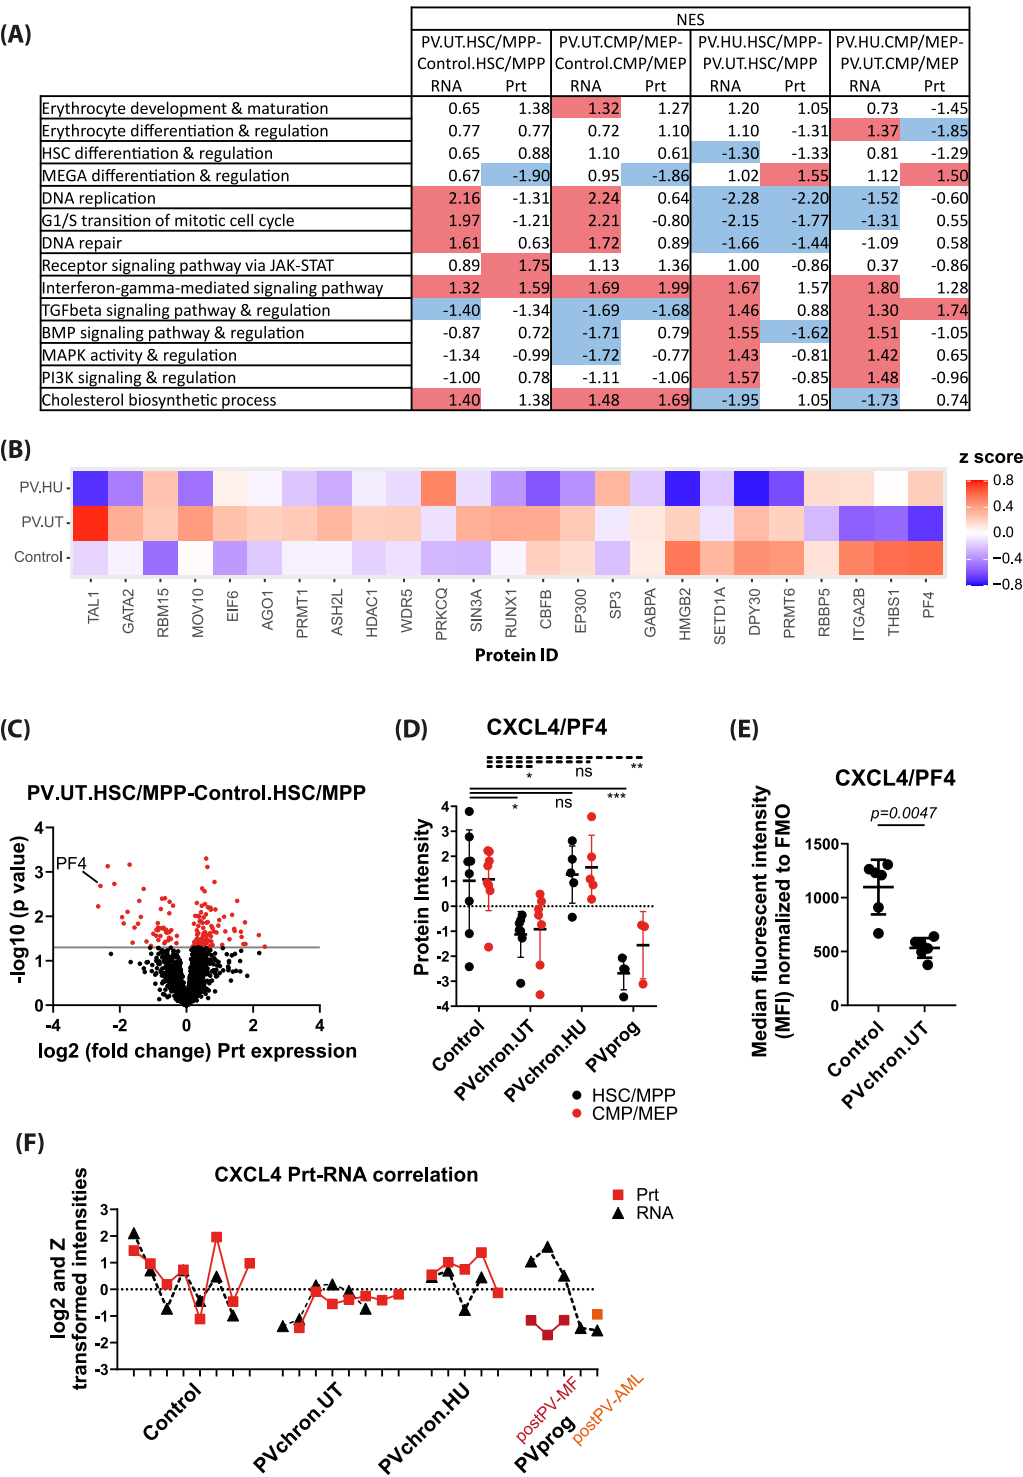 (A)
NES
PV.UT.HSC/MPP- PV.UT.CMP/MEP- PV.HU.HSC/MPP- PV.HU.CMP/MEP-
Control.HSC/MPP Control.CMP/MEP PV.UT.HSC/MPP PV.UT.CMP/MEP
RNA Prt RNA Prt RNA Prt RNA Prt
Erythrocyte development & maturation 0.65 1.38 1.32 1.27 1.20 1.05 0.73 -1.45
Erythrocyte differentiation & regulation 0.77 0.77 0.72 1.10 1.10 -1.31 1.37 -1.85
HSC differentiation & regulation 0.65 0.88 1.10 0.61 -1.30 -1.33 0.81 -1.29
MEGA differentiation & regulation 0.67 -1.90 0.95 -1.86 1.02 1.55 1.12 1.50
DNA replication 2.16 -1.31 2.24 0.64 -2.28 -2.20 -1.52 -0.60
G1/S transition of mitotic cell cycle 1.97 -1.21 2.21 -0.80 -2.15 -1.77 -1.31 0.55
DNA repair 1.61 0.63 1.72 0.89 -1.66 -1.44 -1.09 0.58
Receptor signaling pathway via JAK-STAT 0.89 1.75 1.13 1.36 1.00 -0.86 0.37 -0.86
Interferon-gamma-mediated signaling pathway 1.32 1.59 1.69 1.99 1.67 1.57 1.80 1.28
TGFbeta signaling pathway & regulation -1.40 -1.34 -1.69 -1.68 1.46 0.88 1.30 1.74
BMP signaling pathway & regulation -0.87 0.72 -1.71 0.79 1.55 -1.62 1.51 -1.05
MAPK activity & regulation -1.34 -0.99 -1.72 -0.77 1.43 -0.81 1.42 0.65
PI3K signaling & regulation -1.00 0.78 -1.11 -1.06 1.57 -0.85 1.48 -0.96
Cholesterol biosynthetic process 1.40 1.38 1.48 1.69 -1.95 1.05 -1.73 0.74
(B)
z score
0.8
0.4
0.0
-0.4
-0.8
PV.HU
PV.UT
Control
TAL1 GATA2 RBM15 MOV10 EIF6 AGO1 PRMT1 ASH2L HDAC1 WDR5 PRKCQ SIN3A RUNX1 CBFB EP300 SP3 GABPA HMGB2 SETD1A DPY30 PRMT6 RBBP5 ITGA2B THBS1 PF4
Protein ID
(C)
PV.UT.HSC/MPP-Control.HSC/MPP
-log10 (p value)
4
3
2
1
0
PF4
-4 -2 0 2 4
log2 (fold change) Prt expression
(D)
CXCL4/PF4
* ns **
* ns ***
Protein Intensity
4
3
2
1
0
-1
-2
-3
-4
Control PVchron.UT PVchron.HU PVprog
HSC/MPP
CMP/MEP
(E)
CXCL4/PF4
p=0.0047
Median fluorescent intensity
(MFI) normalized to FMO
1500
1000
500
0
Control PVchron.UT
(F)
CXCL4 Prt-RNA correlation
Prt
RNA
log2 and Z
transformed intensities
3
2
1
0
-1
-2
-3
Control PVchron.UT PVchron.HU postPV-MF PVprog postPV-AML